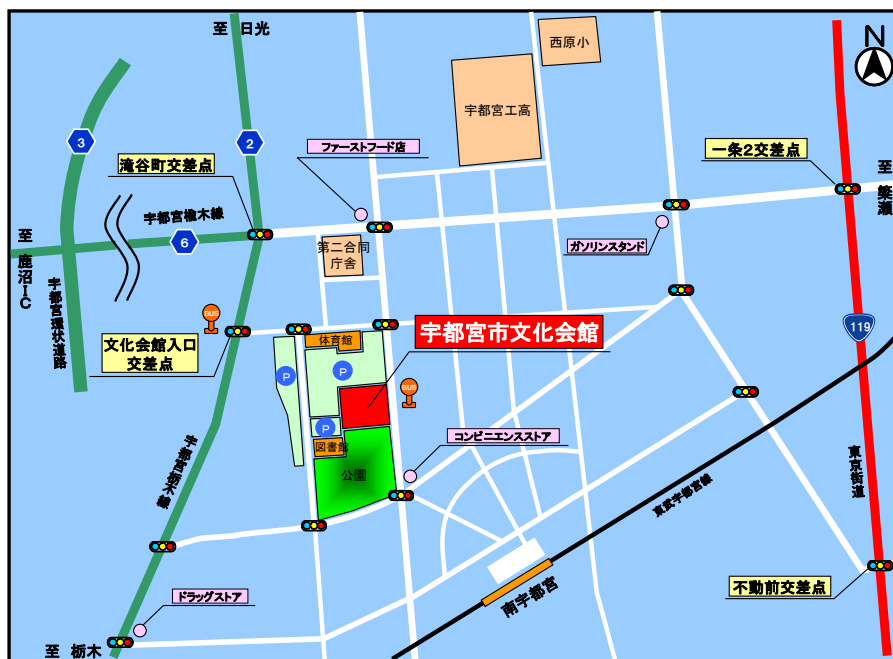 至 日光
西原小
N
宇都宮工高
3
2
ファーストフード店
滝谷町交差点
一条2交差点
至 簗瀬
宇都宮楡木線
6
至 鹿沼IC
第二合同
庁舎
ガソリンスタンド
宇都宮環状道路
BUS
文化会館入口
交差点
体育館
宇都宮市文化会館
119
P
P
BUS
P
図書館
コンビニエンスストア
公園
宇都宮栃木線
東武宇都宮線
東京街道
不動前交差点
南宇都宮
ドラッグストア
至 栃木